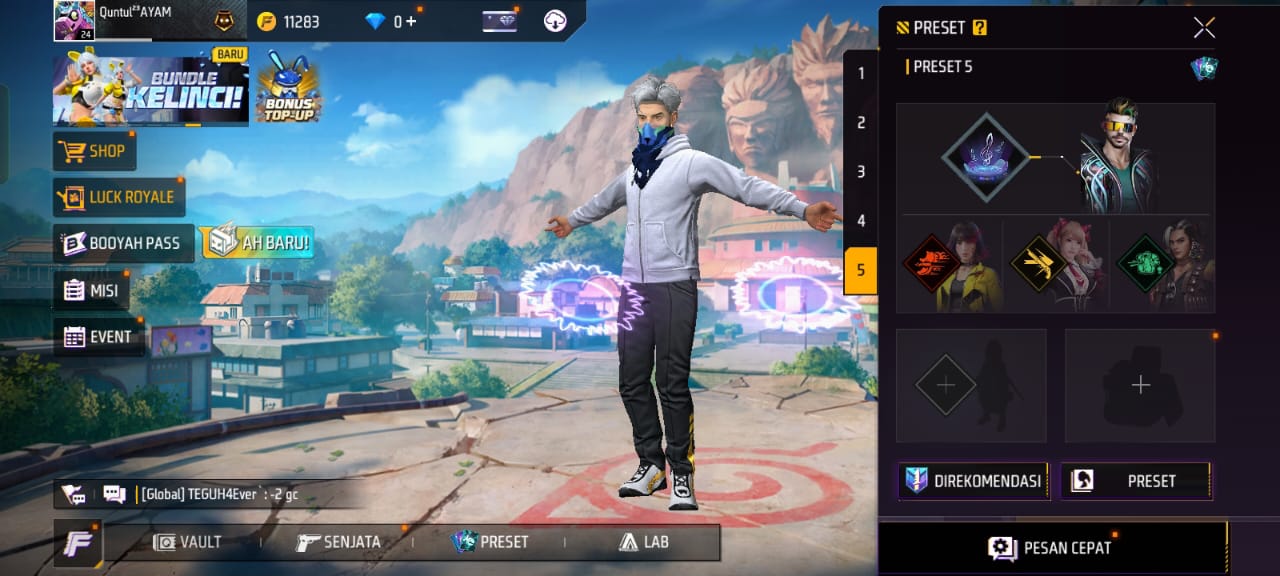 Quntul²³AYAM
24
11283
0 +
BARU
BUNDLE
KELINCI!
BONUS
TOP-UP
SHOP
LUCK ROYALE
BOOYAH PASS
AH BARU!
MISI
EVENT
[Global] TEGUH4Ever : -2 gc
VAULT
SENJATA
PRESET
LAB
PRESET ?
PRESET 5
1
2
3
4
5
DIREKOMENDASI
PRESET
PESAN CEPAT